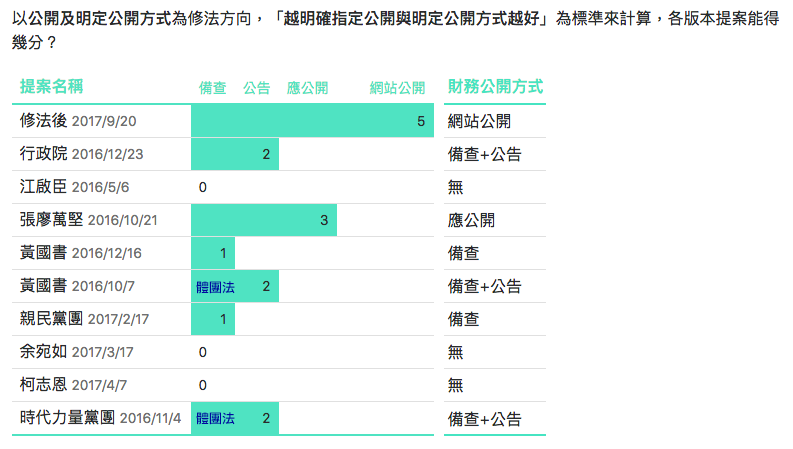 以公開及明定公開方式為修法方向，「越明確指定公開與明定公開方式越好」為標準來計算，各版本提案能得
幾分？
提案名稱 備查 公告 應公開 網站公開 財務公開方式
修法後 2017/9/20 5 網站公開
行政院 2016/12/23 2 備查+公告
江啟臣 2016/5/6 0 無
張廖萬堅 2016/10/21 3 應公開
黃國書 2016/12/16 1 備查
黃國書 2016/10/7 體團法 2 備查+公告
親民黨團 2017/2/17 1 備查
余宛如 2017/3/17 0 無
柯志恩 2017/4/7 0 無
時代力量黨團 2016/11/4 體團法 2 備查+公告